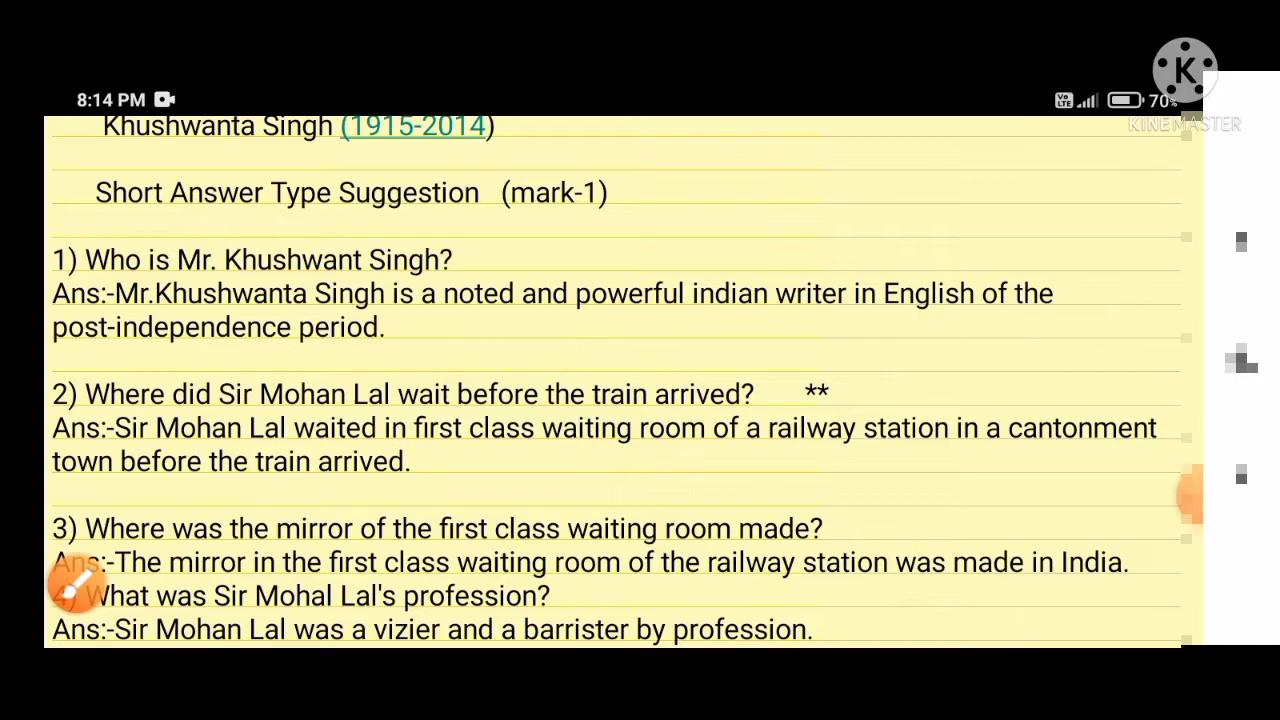 8:14 PM
Vo LTE
70%
K
KINEMASTER
Khushwanta Singh (1915-2014)
Short Answer Type Suggestion (mark-1)
1) Who is Mr. Khushwant Singh?
Ans:-Mr.Khushwanta Singh is a noted and powerful indian writer in English of the
post-independence period.
2) Where did Sir Mohan Lal wait before the train arrived? **
Ans:-Sir Mohan Lal waited in first class waiting room of a railway station in a cantonment
town before the train arrived.
3) Where was the mirror of the first class waiting room made?
Ans:-The mirror in the first class waiting room of the railway station was made in India.
4) What was Sir Mohal Lal's profession?
Ans:-Sir Mohan Lal was a vizier and a barrister by profession.